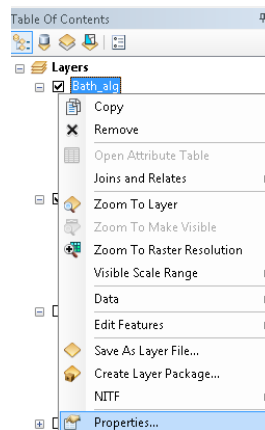 Table Of Contents
Layers
Bath_alg
Copy
Remove
Open Attribute Table
Joins and Relates
Zoom To Layer
Zoom To Make Visible
Zoom To Raster Resolution
Visible Scale Range
Data
Edit Features
Save As Layer File...
Create Layer Package...
NITF
Properties...